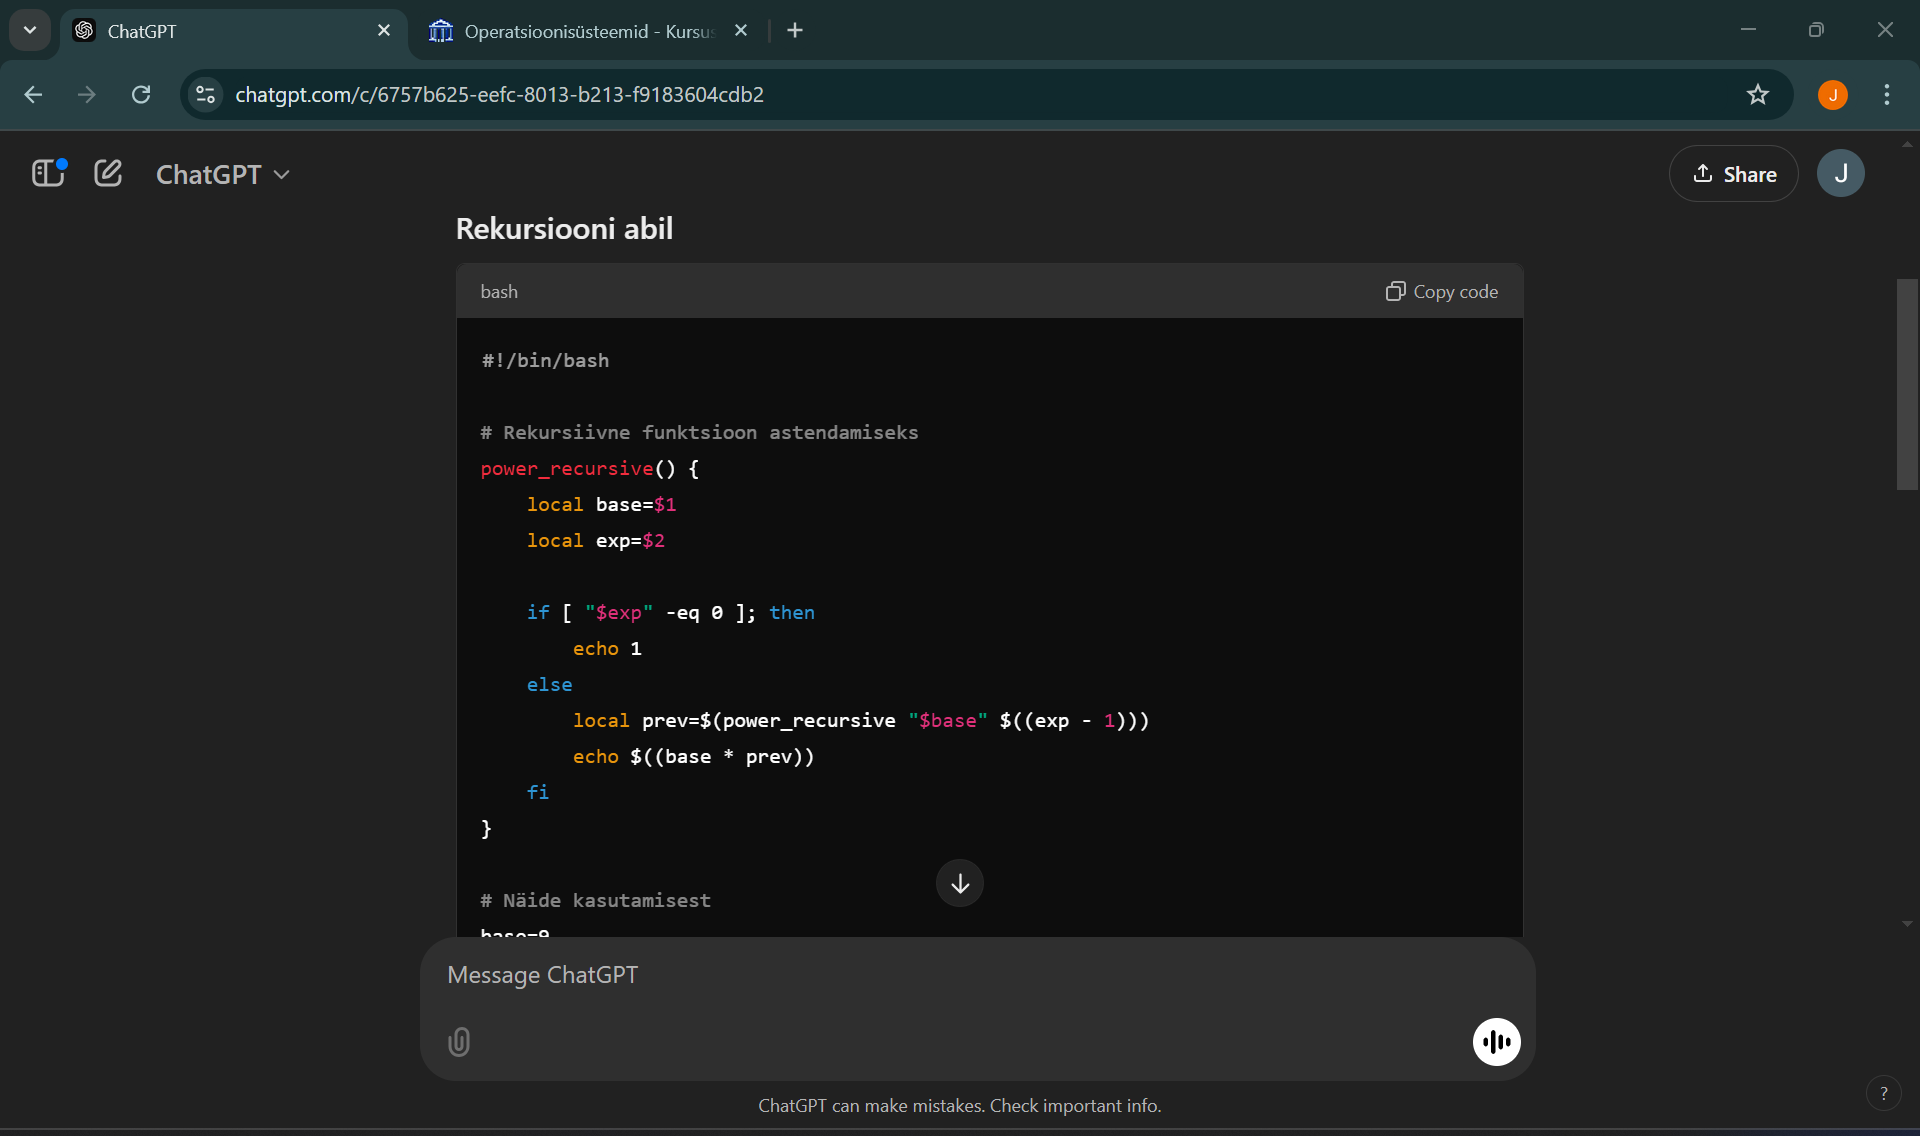 ChatGPT
Operatsioonisüsteemid - Kursus
chatgpt.com/c/6757b625-eefc-8013-b213-f9183604cdb2
J
ChatGPT
Share
J
Rekursiooni abil
bash
Copy code
#!/bin/bash
# Rekursiivne funktsioon astendamiseks
power_recursive() {
    local base=$1
    local exp=$2
    if [ "$exp" -eq 0 ]; then
        echo 1
    else
        local prev=$(power_recursive "$base" $((exp - 1)))
        echo $((base * prev))
    fi
}
# Näide kasutamisest
Message ChatGPT
ChatGPT can make mistakes. Check important info.
?